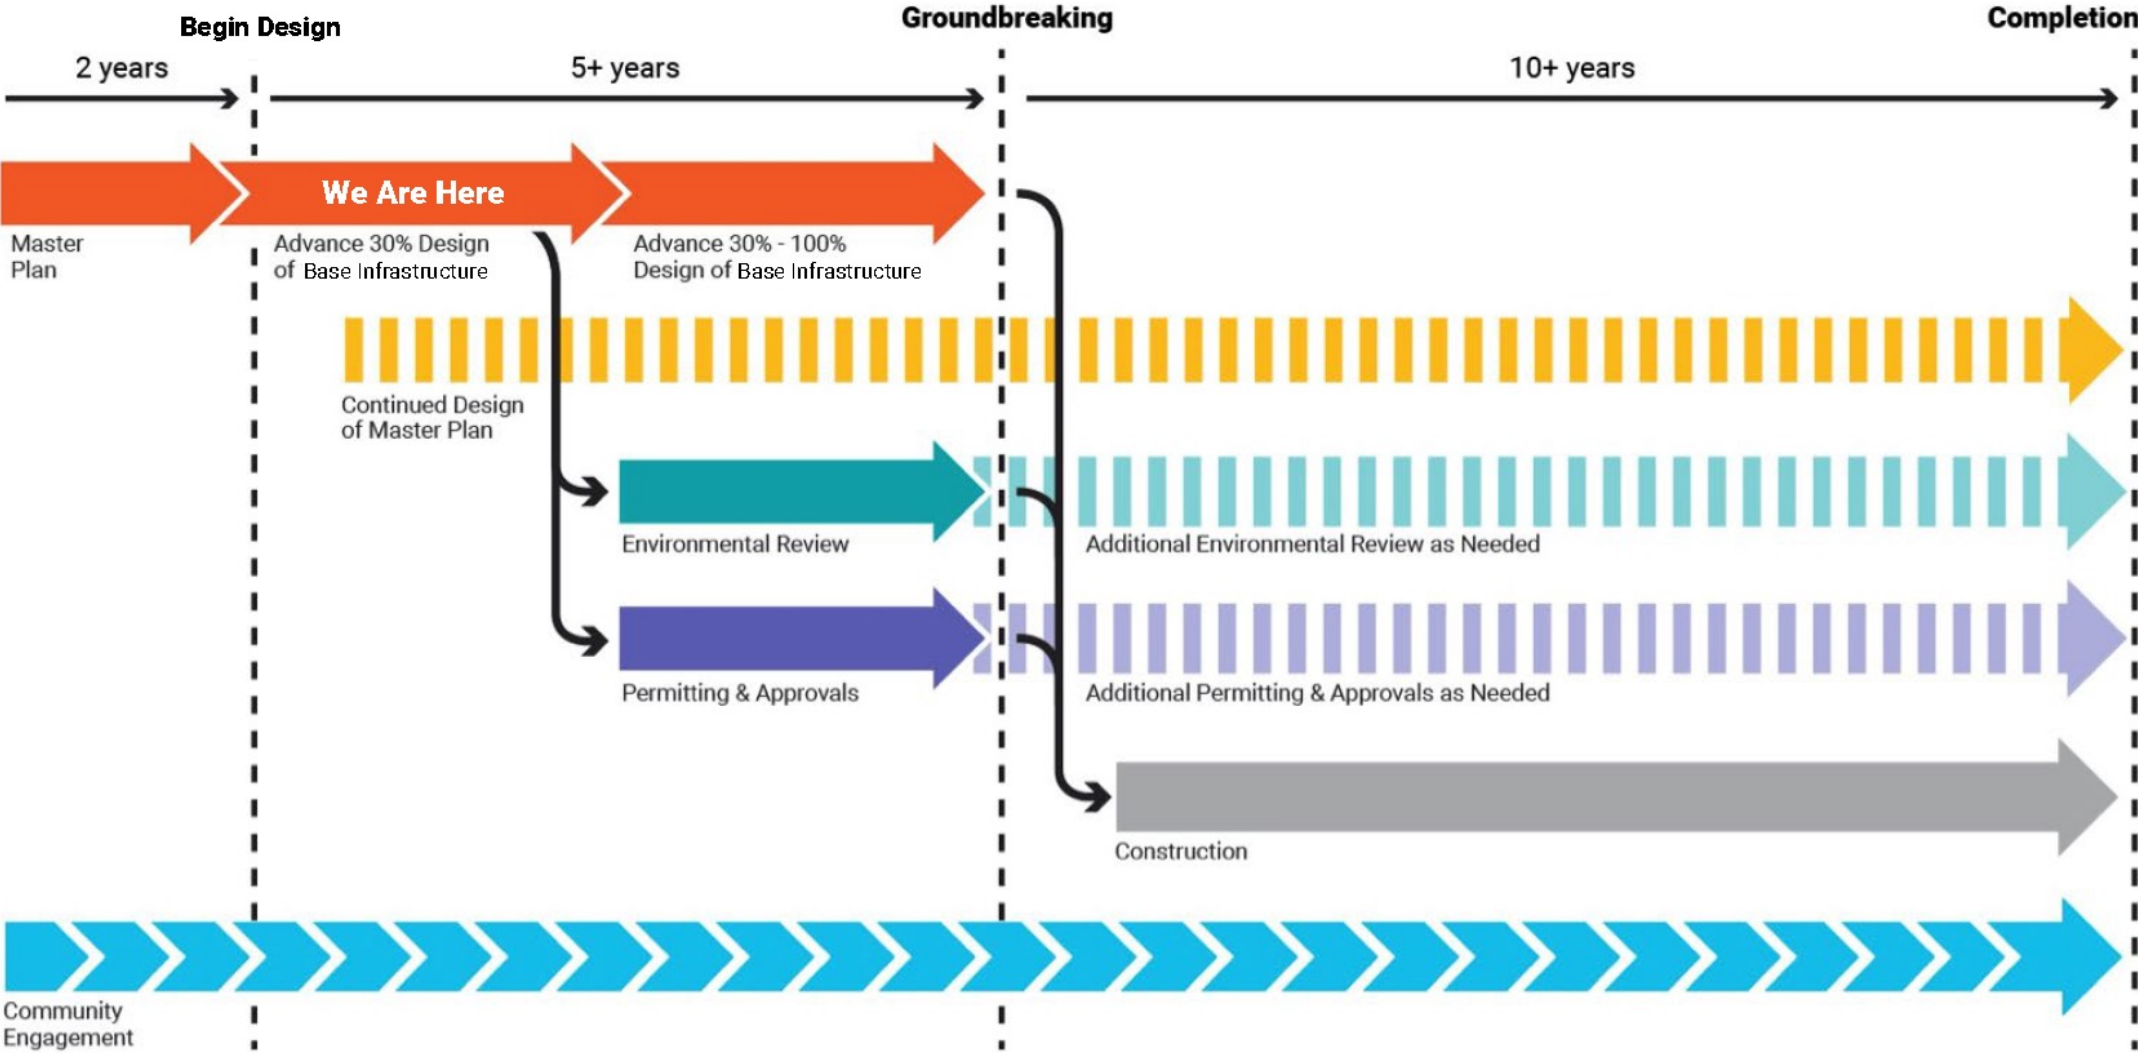 Begin Design
Groundbreaking
Completion
2 years
5+ years
10+ years
We Are Here
Master
Plan
Advance 30% Design
of Base Infrastructure
Advance 30% - 100%
Design of Base Infrastructure
Continued Design
of Master Plan
Environmental Review
Additional Environmental Review as Needed
Permitting & Approvals
Additional Permitting & Approvals as Needed
Construction
Community
Engagement